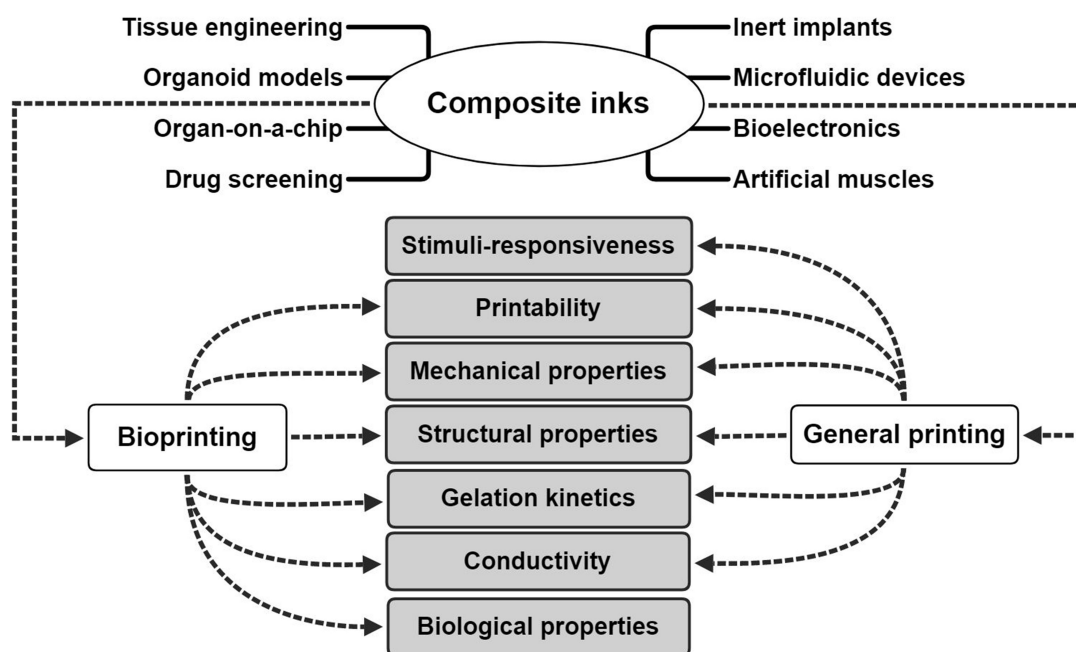 Tissue engineering
Inert implants
Organoid models
Microfluidic devices
Composite inks
Organ-on-a-chip
Bioelectronics
Drug screening
Artificial muscles
Stimuli-responsiveness
Printability
Mechanical properties
Bioprinting
Structural properties
General printing
Gelation kinetics
Conductivity
Biological properties